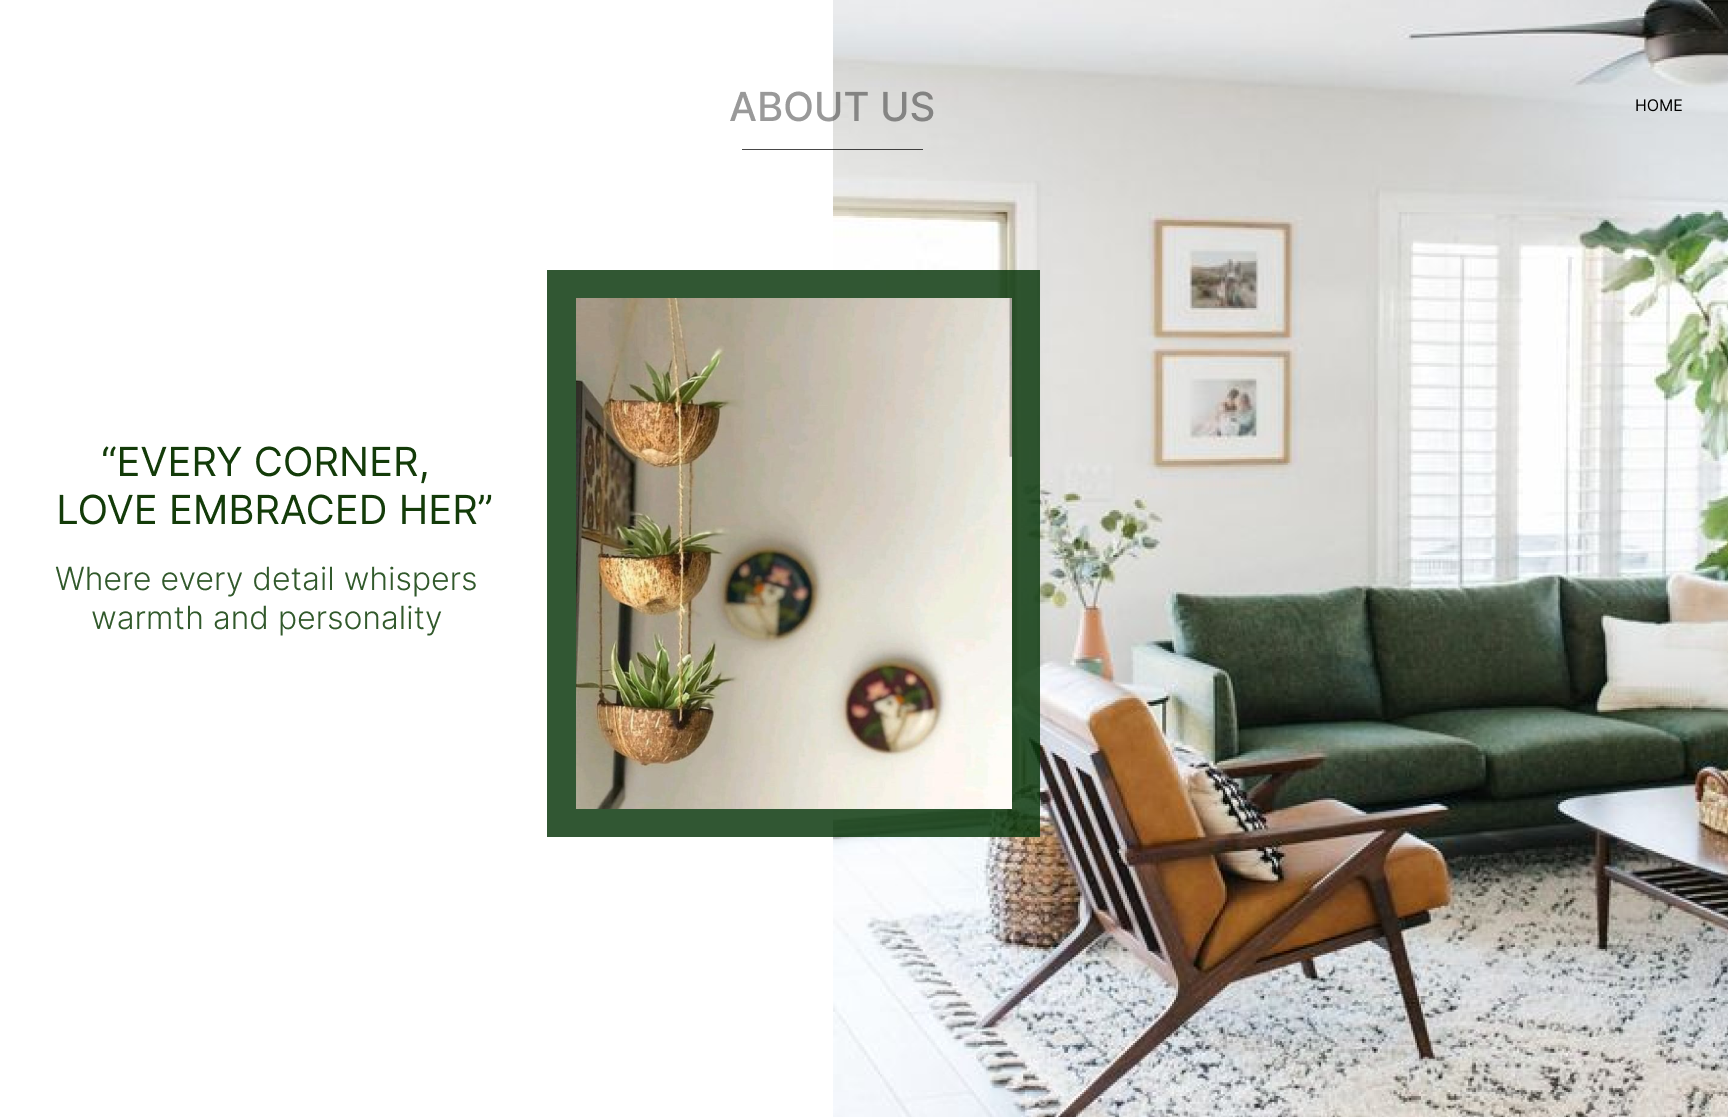 ABOUT US
HOME
“EVERY CORNER,
LOVE EMBRACED HER”
Where every detail whispers
warmth and personality